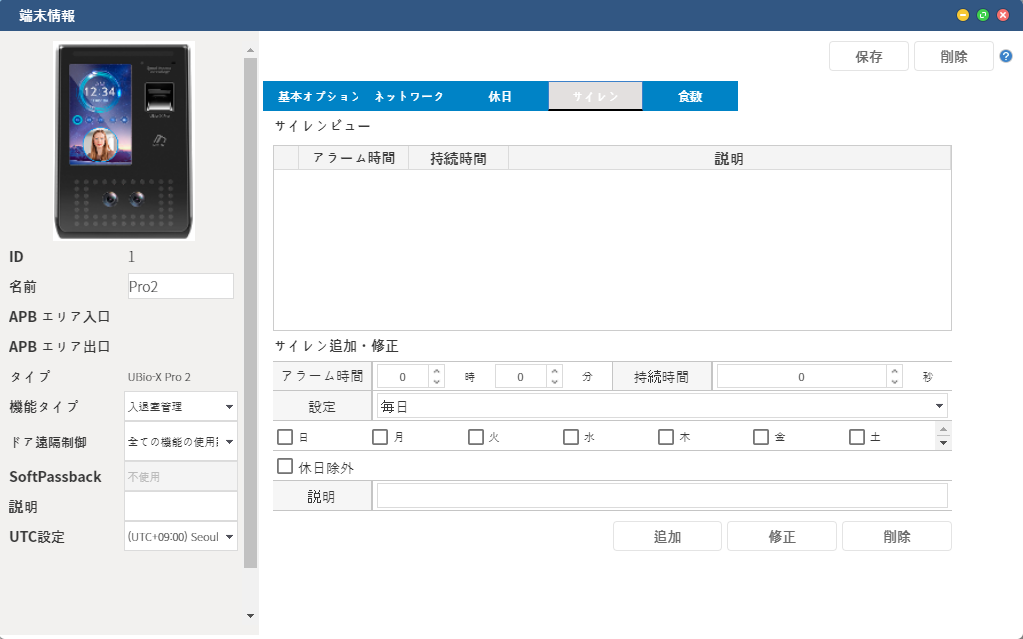 端末情報
保存 削除
基本オプション ネットワーク 休日 サイレン 食数
サイレンビュー
アラーム時間 持続時間 説明
12:34
ID 1
名前 Pro2
APB エリア入口
APB エリア出口
タイプ UBio-X Pro 2
機能タイプ 入退室管理
ドア遠隔制御 全ての機能の使用
SoftPassback 不使用
説明
UTC設定 (UTC+09:00) Seoul
サイレン追加・修正
アラーム時間 0 時 0 分 持続時間 0 秒
設定 毎日
日 月 火 水 木 金 土
休日除外
説明
追加 修正 削除